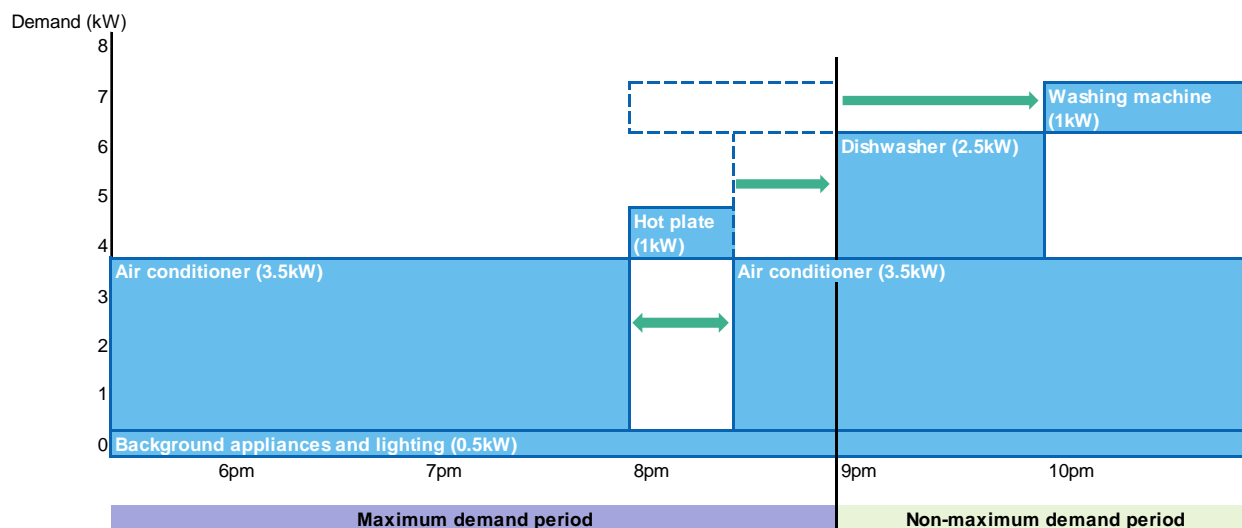 Demand (kW)
8
7
6
5
4
3
2
1
0
Washing machine
(1kW)
Dishwasher (2.5kW)
Hot plate
(1kW)
Air conditioner (3.5kW)
Air conditioner (3.5kW)
Background appliances and lighting (0.5kW)
6pm
7pm
8pm
9pm
10pm
Maximum demand period
Non-maximum demand period